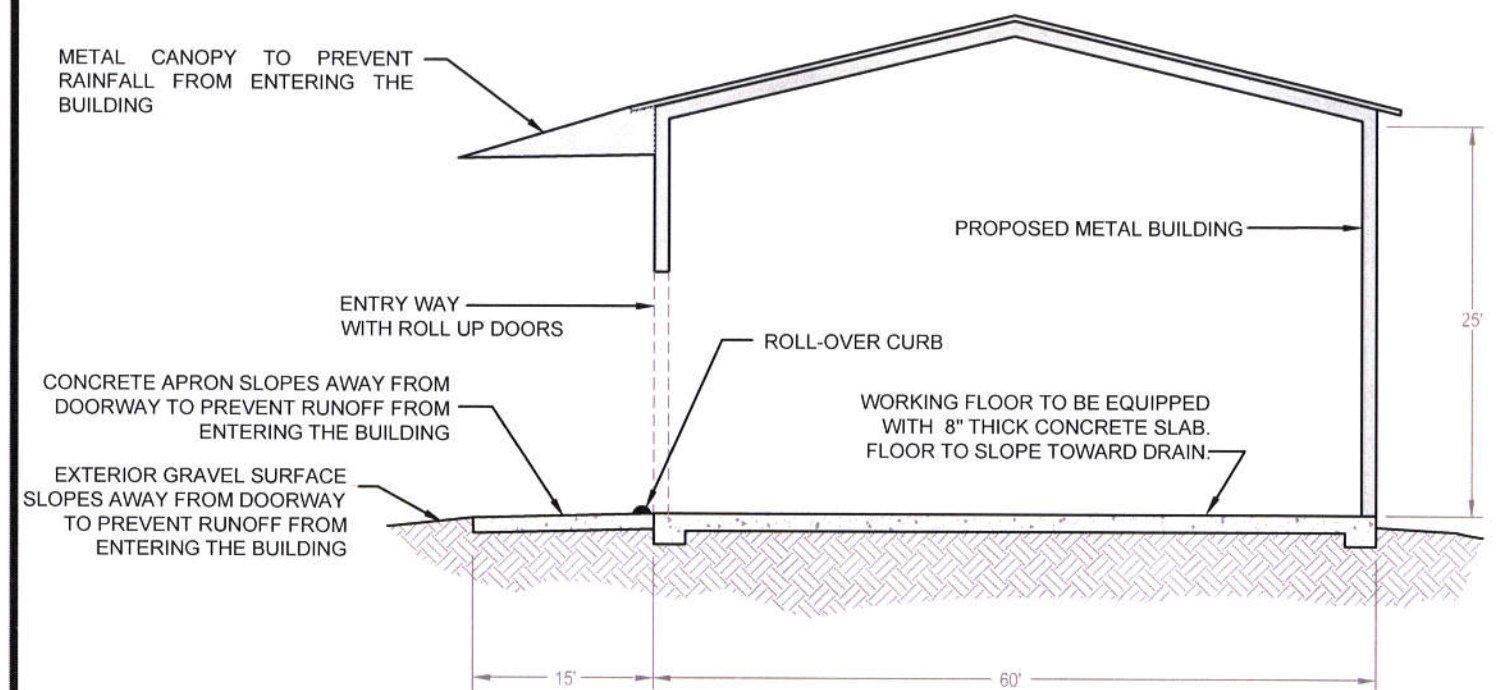 METAL CANOPY TO PREVENT
RAINFALL FROM ENTERING THE
BUILDING
PROPOSED METAL BUILDING
25'
ENTRY WAY
WITH ROLL UP DOORS
ROLL-OVER CURB
CONCRETE APRON SLOPES AWAY FROM
DOORWAY TO PREVENT RUNOFF FROM
ENTERING THE BUILDING
WORKING FLOOR TO BE EQUIPPED
WITH 8" THICK CONCRETE SLAB.
FLOOR TO SLOPE TOWARD DRAIN.
EXTERIOR GRAVEL SURFACE
SLOPES AWAY FROM DOORWAY
TO PREVENT RUNOFF FROM
ENTERING THE BUILDING
15'
60'